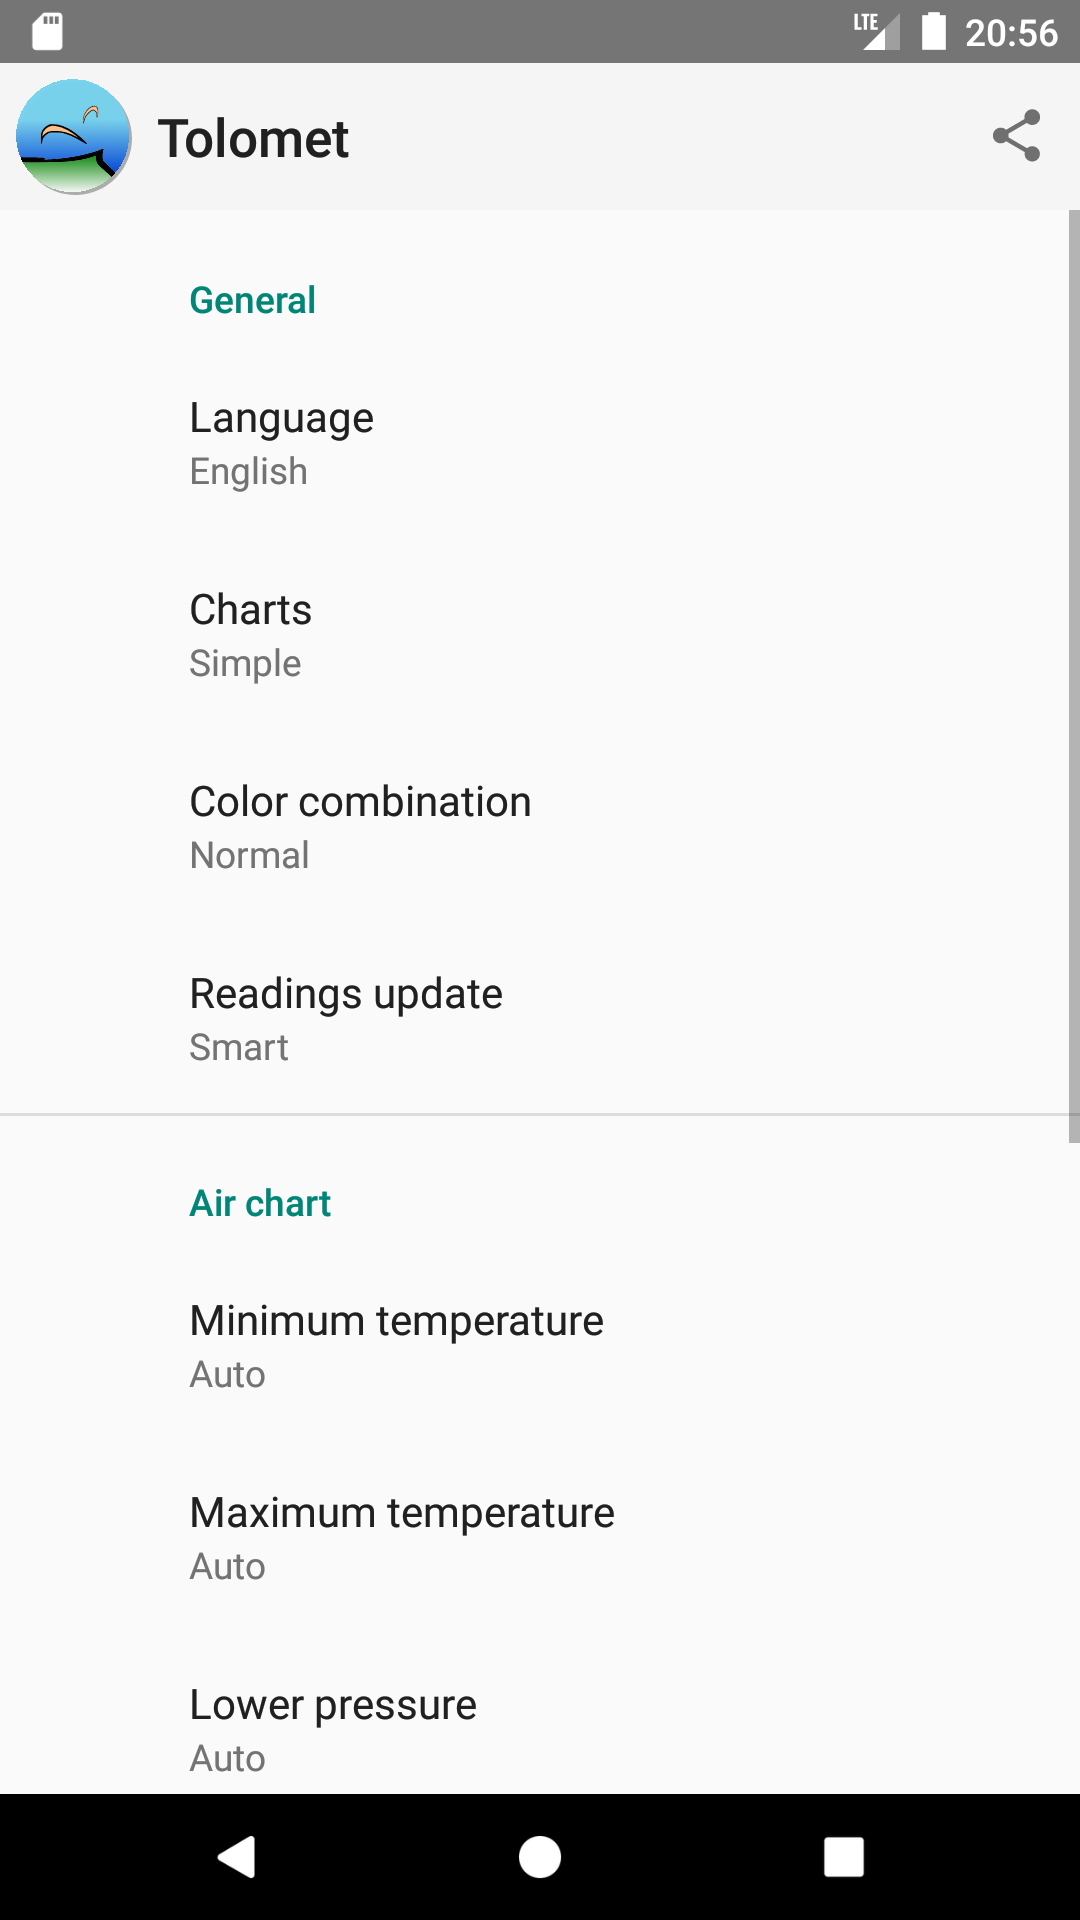 LTE 20:56
Tolomet
General
Language
English
Charts
Simple
Color combination
Normal
Readings update
Smart
Air chart
Minimum temperature
Auto
Maximum temperature
Auto
Lower pressure
Auto